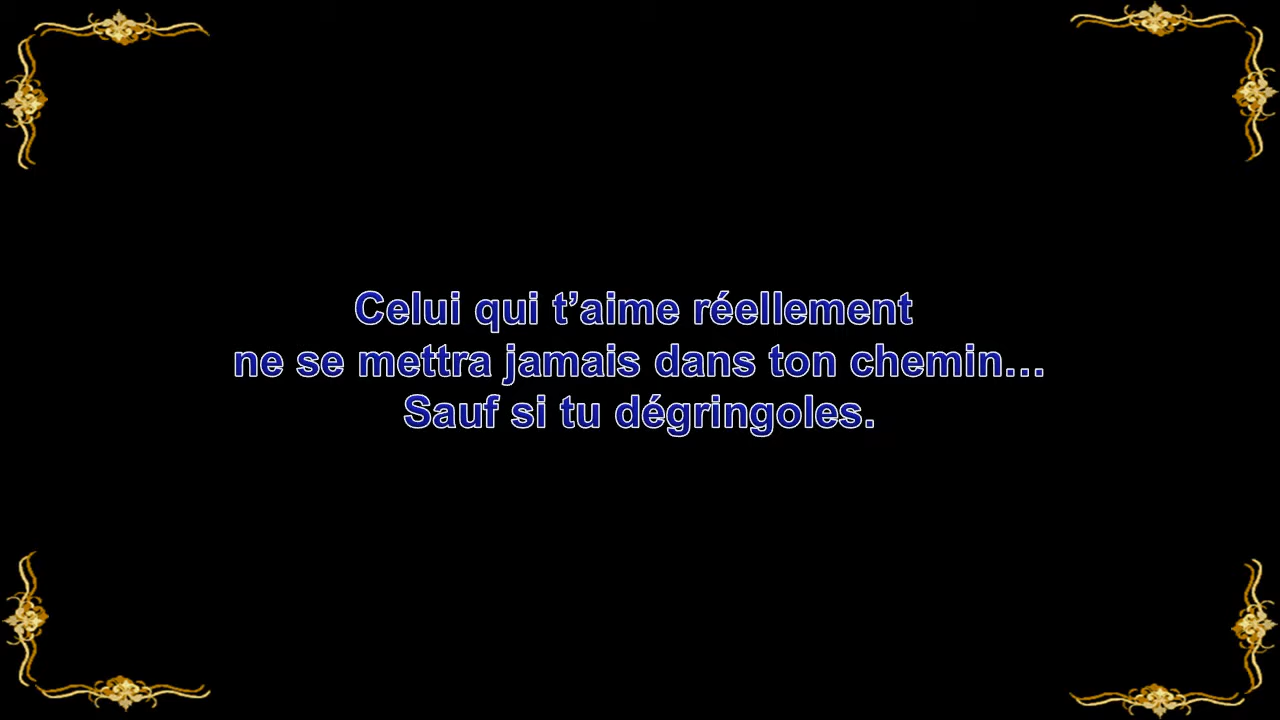 Celui qui t’aime réellement
ne se mettra jamais dans ton chemin...
Sauf si tu dégringoles.